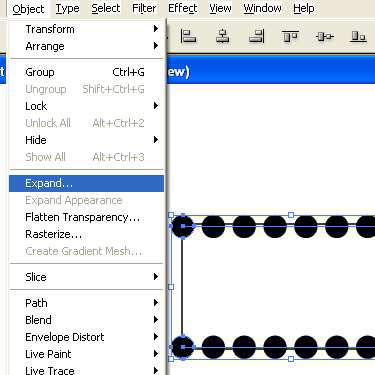 Object Type Select Filter Effect View Window Help
Transform
Arrange
Group Ctrl+G
Ungroup Shift+Ctrl+G
Lock
Unlock All Alt+Ctrl+2
Hide
Show All Alt+Ctrl+3
Expand...
Expand Appearance
Flatten Transparency...
Rasterize...
Create Gradient Mesh...
Slice
Path
Blend
Envelope Distort
Live Paint
Live Trace